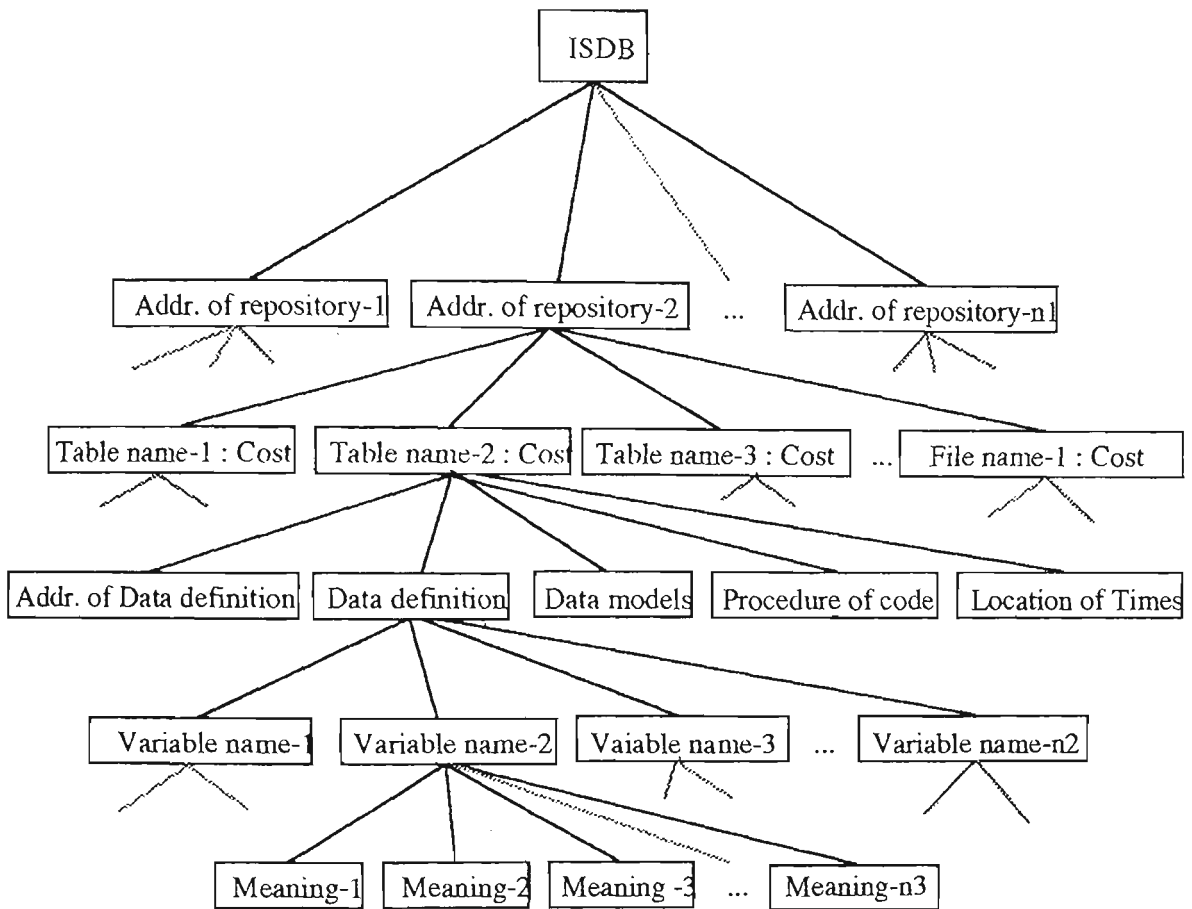 ISDB
Addr. of repository-1 Addr. of repository-2 ... Addr. of repository-n1
Table name-1 : Cost Table name-2 : Cost Table name-3 : Cost ... File name-1 : Cost
Addr. of Data definition Data definition Data models Procedure of code Location of Times
Variable name-1 Variable name-2 Vaiable name-3 ... Variable name-n2
Meaning-1 Meaning-2 Meaning -3 ... Meaning-n3